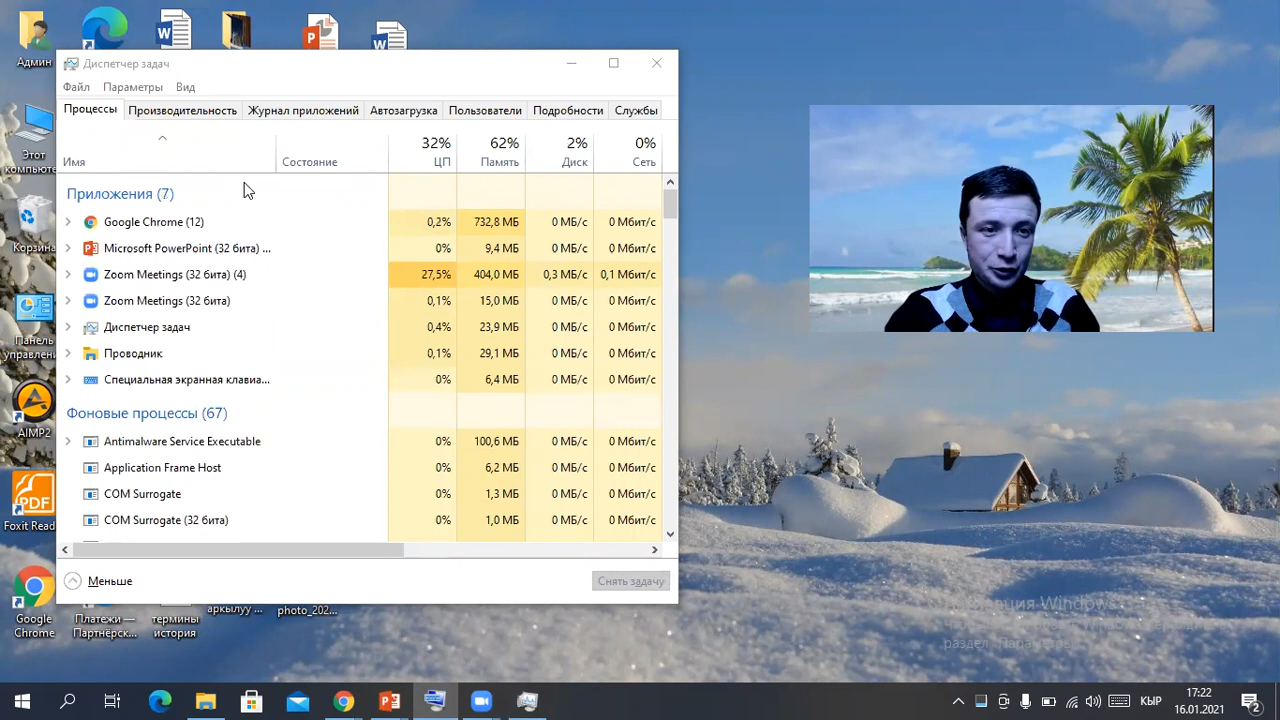 Админ
Этот
компьюте...
Корзина
Панель
управлени...
AIMP2
Foxit Read...
Google
Chrome
Платежи —
Партнёрск...
термины
история
аркылуу ...
photo_202...
Диспетчер задач
Файл Параметры Вид
Процессы Производительность Журнал приложений Автозагрузка Пользователи Подробности Службы
32% 62% 2% 0%
Имя Состояние ЦП Память Диск Сеть
Приложения (7)
Google Chrome (12) 0,2% 732,8 МБ 0 МБ/с 0 Мбит/с
Microsoft PowerPoint (32 бита) ... 0% 9,4 МБ 0 МБ/с 0 Мбит/с
Zoom Meetings (32 бита) (4) 27,5% 404,0 МБ 0,3 МБ/с 0,1 Мбит/с
Zoom Meetings (32 бита) 0,1% 15,0 МБ 0 МБ/с 0 Мбит/с
Диспетчер задач 0,4% 23,9 МБ 0 МБ/с 0 Мбит/с
Проводник 0,1% 29,1 МБ 0 МБ/с 0 Мбит/с
Специальная экранная клавиа... 0% 6,4 МБ 0 МБ/с 0 Мбит/с
Фоновые процессы (67)
Antimalware Service Executable 0% 100,6 МБ 0 МБ/с 0 Мбит/с
Application Frame Host 0% 6,2 МБ 0 МБ/с 0 Мбит/с
COM Surrogate 0% 1,3 МБ 0 МБ/с 0 Мбит/с
COM Surrogate (32 бита) 0% 1,0 МБ 0 МБ/с 0 Мбит/с
Меньше Снять задачу
Windows
раздел
КЫР
17:22
16.01.2021
2